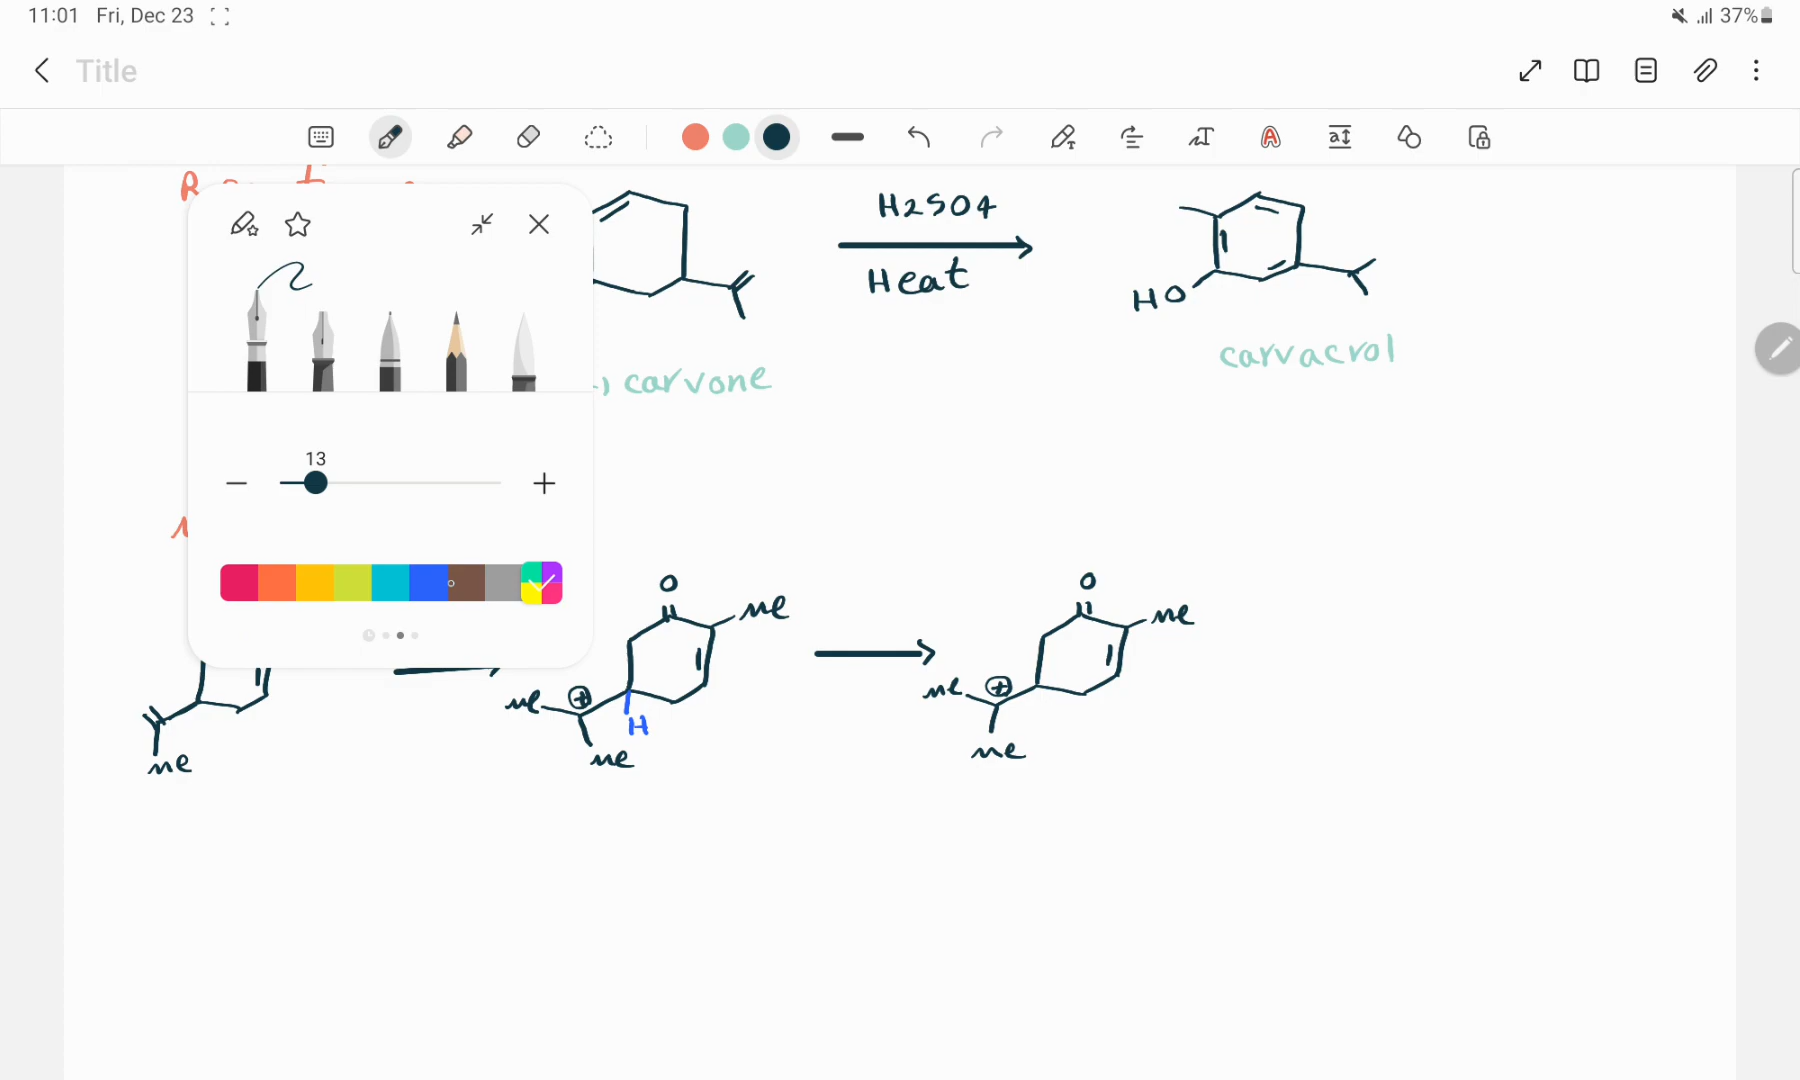 11:01 Fri, Dec 23 37%
Title
H2SO4
Heat
HO
carvone
carvacrol
13
O
me
H
me
me
O
me
me
me
me